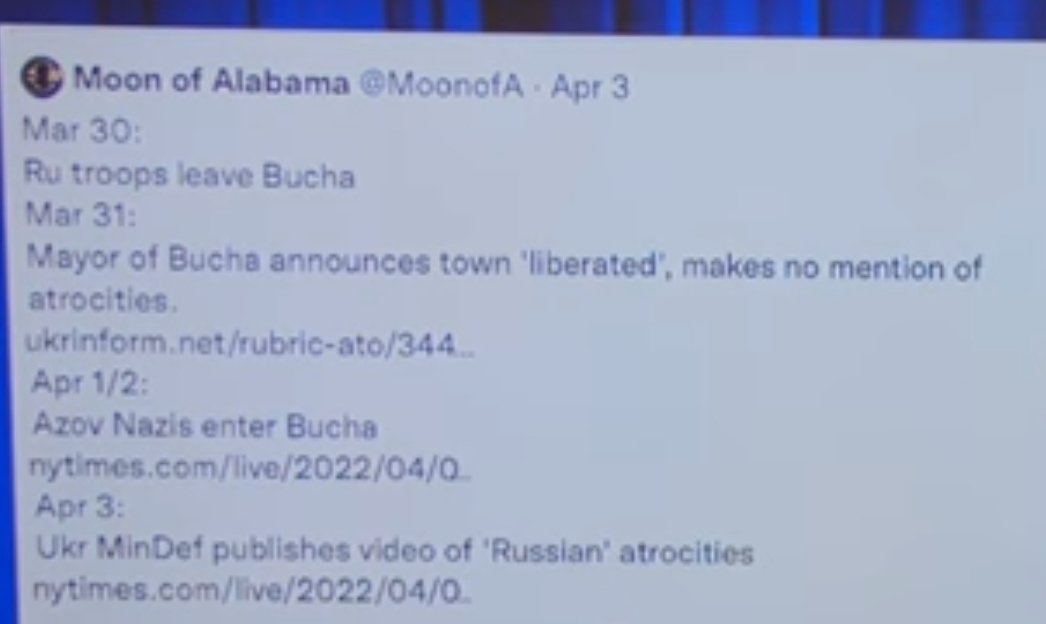 Moon of Alabama @MoonofA · Apr 3
Mar 30:
Ru troops leave Bucha
Mar 31:
Mayor of Bucha announces town 'liberated', makes no mention of
atrocities.
ukrinform.net/rubric-ato/344...
Apr 1/2:
Azov Nazis enter Bucha
nytimes.com/live/2022/04/0..
Apr 3:
Ukr MinDef publishes video of 'Russian' atrocities
nytimes.com/live/2022/04/0..